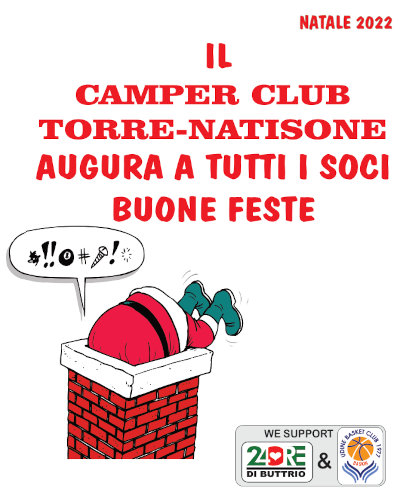 NATALE 2022
IL
CAMPER CLUB
TORRE-NATISONE
AUGURA A TUTTI I SOCI
BUONE FESTE
!!@#!
WE SUPPORT
24ORE
DI BUTTRIO
&
UDINE BASKET CLUB 1977